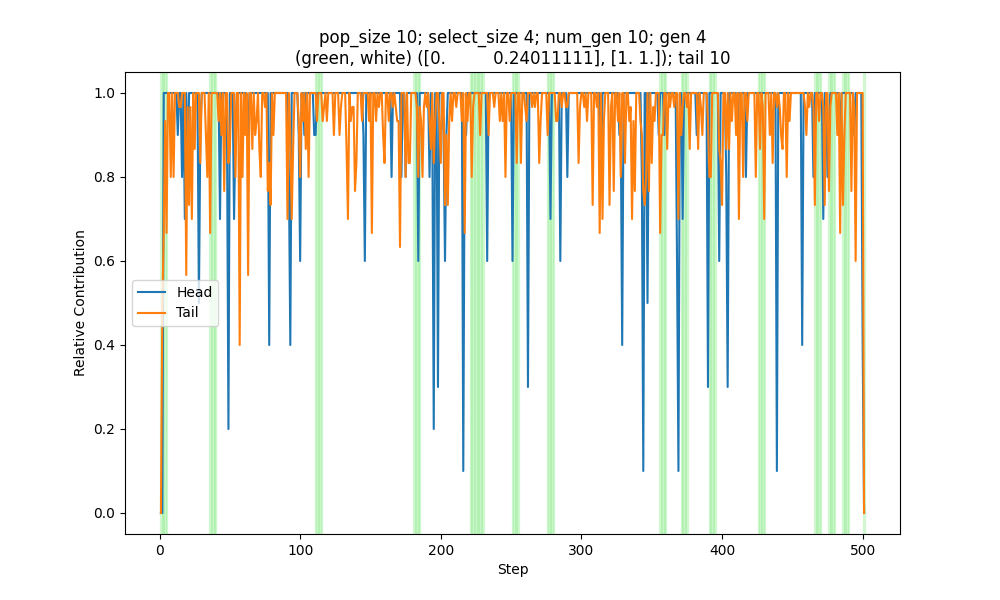 pop_size 10; select_size 4; num_gen 10; gen 4
(green, white) ([0.         0.24011111], [1. 1.]); tail 10
1.0
0.8
0.6
0.4
0.2
0.0
Relative Contribution
Head
Tail
0
100
200
300
400
500
Step